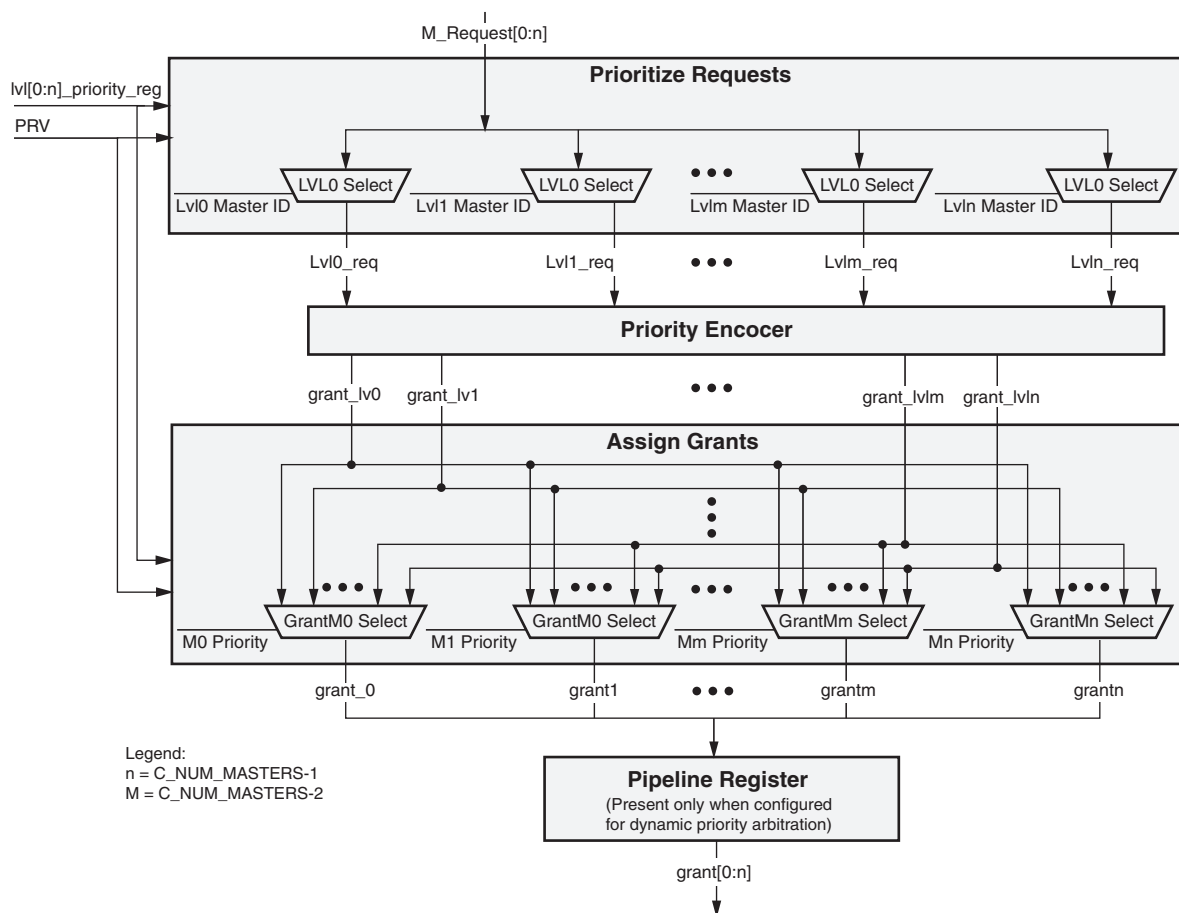 M_Request[0:n]
Prioritize Requests
lvl[0:n]_priority_reg
PRV
LVL0 Select
LVL0 Select
LVL0 Select
LVL0 Select
Lvl0 Master ID
Lvl1 Master ID
Lvlm Master ID
Lvln Master ID
Lvl0_req
Lvl1_req
Lvlm_req
Lvln_req
Priority Encocer
grant_lv0
grant_lv1
grant_lvlm
grant_lvln
Assign Grants
GrantM0 Select
GrantM0 Select
GrantMm Select
GrantMn Select
M0 Priority
M1 Priority
Mm Priority
Mn Priority
grant_0
grant1
grantm
grantn
Legend:
n = C_NUM_MASTERS-1
M = C_NUM_MASTERS-2
Pipeline Register
(Present only when configured
for dynamic priority arbitration)
grant[0:n]